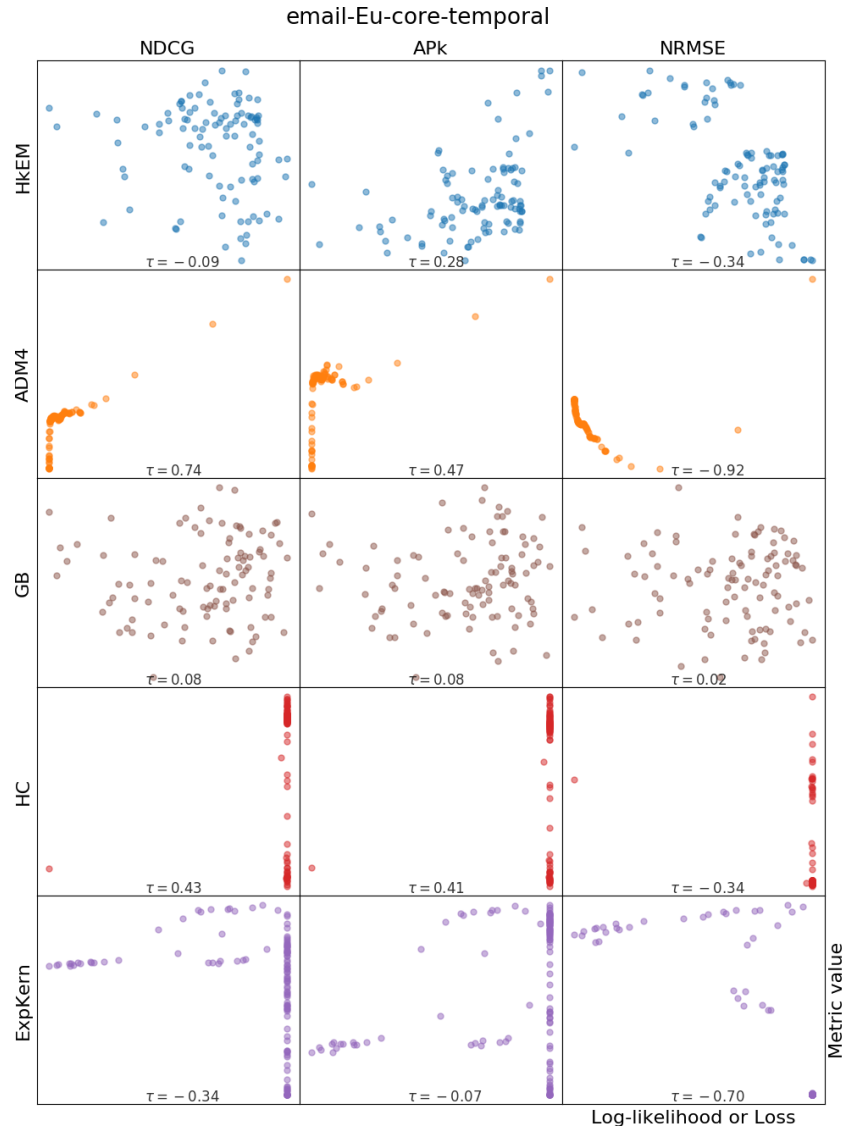 email-Eu-core-temporal
NDCG
APk
NRMSE
HkEM
τ = −0.09
τ = 0.28
τ = −0.34
ADM4
τ = 0.74
τ = 0.47
τ = −0.92
GB
τ = 0.08
τ = 0.08
τ = 0.02
HC
τ = 0.43
τ = 0.41
τ = −0.34
ExpKern
τ = −0.34
τ = −0.07
τ = −0.70
Metric value
Log-likelihood or Loss